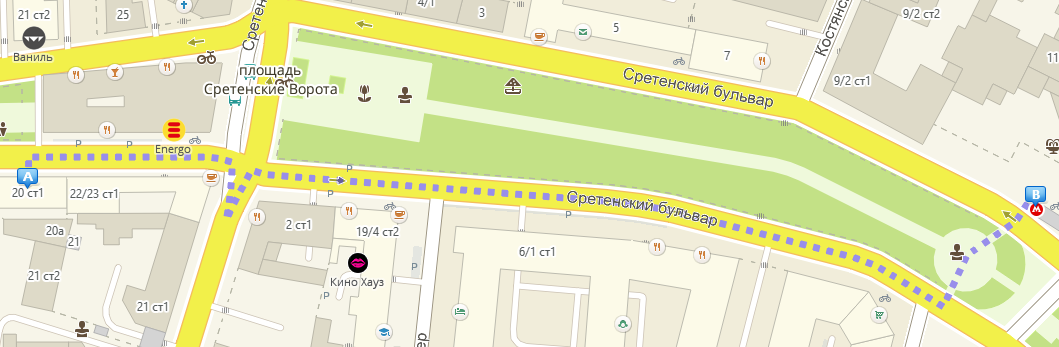 21 ст2
25
4/1
3
5
7
9/2 ст2
11
9/2 ст1
Ваниль
площадь
Сретенские Ворота
Сретенский бульвар
Energo
P
P
P
P
A
20 ст1
22/23 ст1
20а
21
21 ст2
21 ст1
2 ст1
P
19/4 ст2
Кино Хауз
P
P
6/1 ст1
P
Сретенский бульвар
B
М